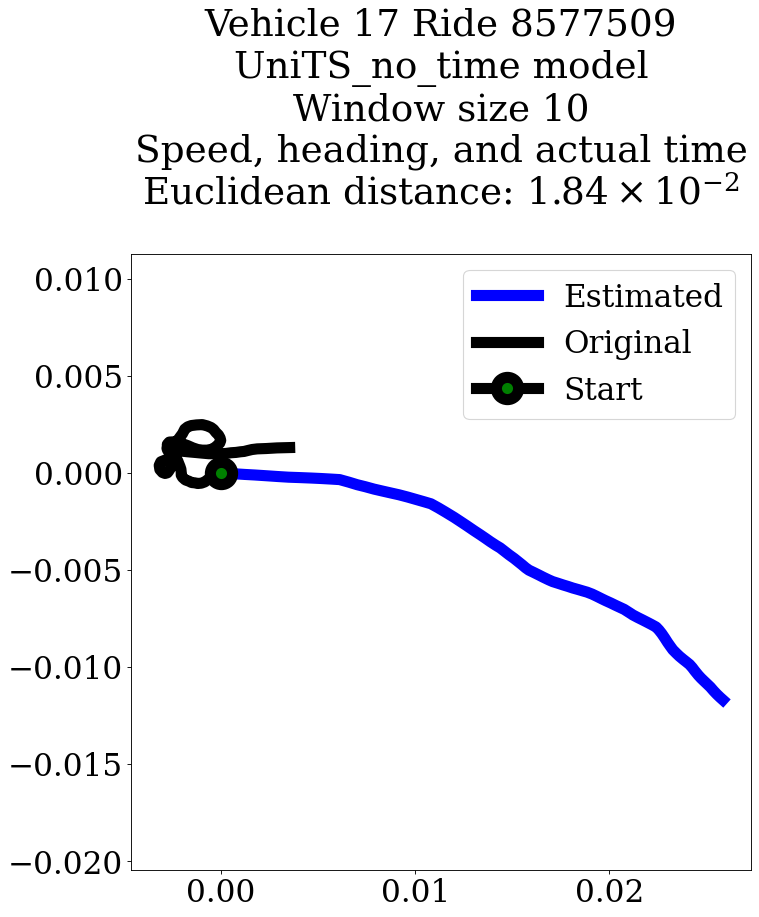 Vehicle 17 Ride 8577509
UniTS_no_time model
Window size 10
Speed, heading, and actual time
Euclidean distance: 1.84 × 10⁻²
Estimated
Original
Start
0.010
0.005
0.000
−0.005
−0.010
−0.015
−0.020
0.00
0.01
0.02